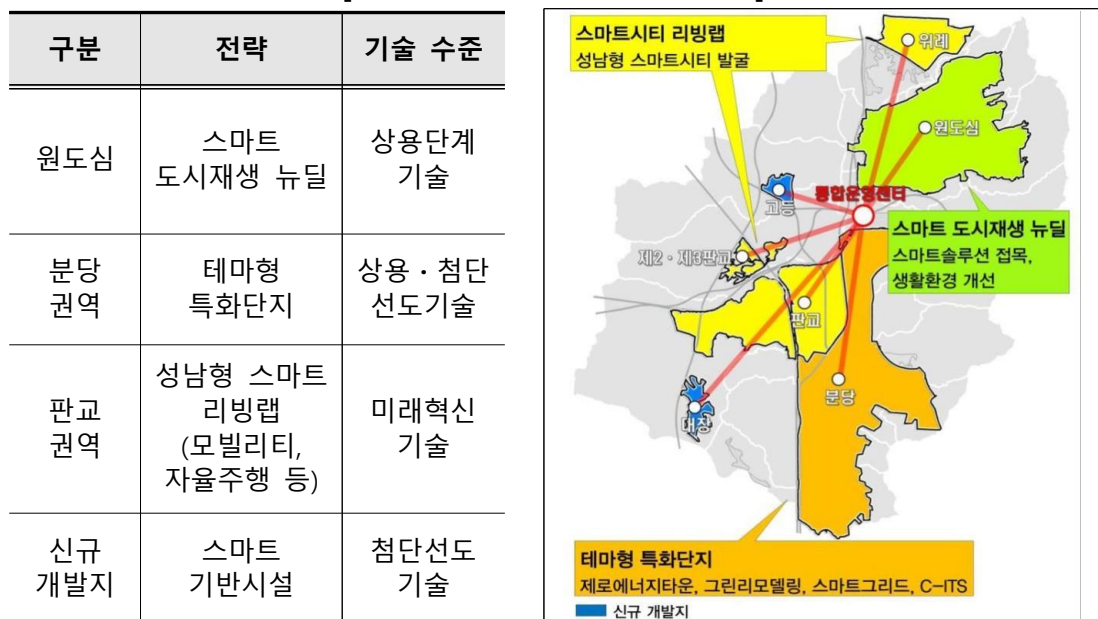 구분 전략 기술 수준
원도심 스마트 도시재생 뉴딜 상용단계 기술
분당 권역 테마형 특화단지 상용·첨단 선도기술
판교 권역 성남형 스마트 리빙랩 (모빌리티, 자율주행 등) 미래혁신 기술
신규 개발지 스마트 기반시설 첨단선도 기술
스마트시티 리빙랩
성남형 스마트시티 발굴
위례
원도심
고등
통합운영센터
스마트 도시재생 뉴딜
스마트솔루션 접목,
생활환경 개선
제2·제3판교
판교
분당
대장
테마형 특화단지
제로에너지타운, 그린리모델링, 스마트그리드, C-ITS
신규 개발지